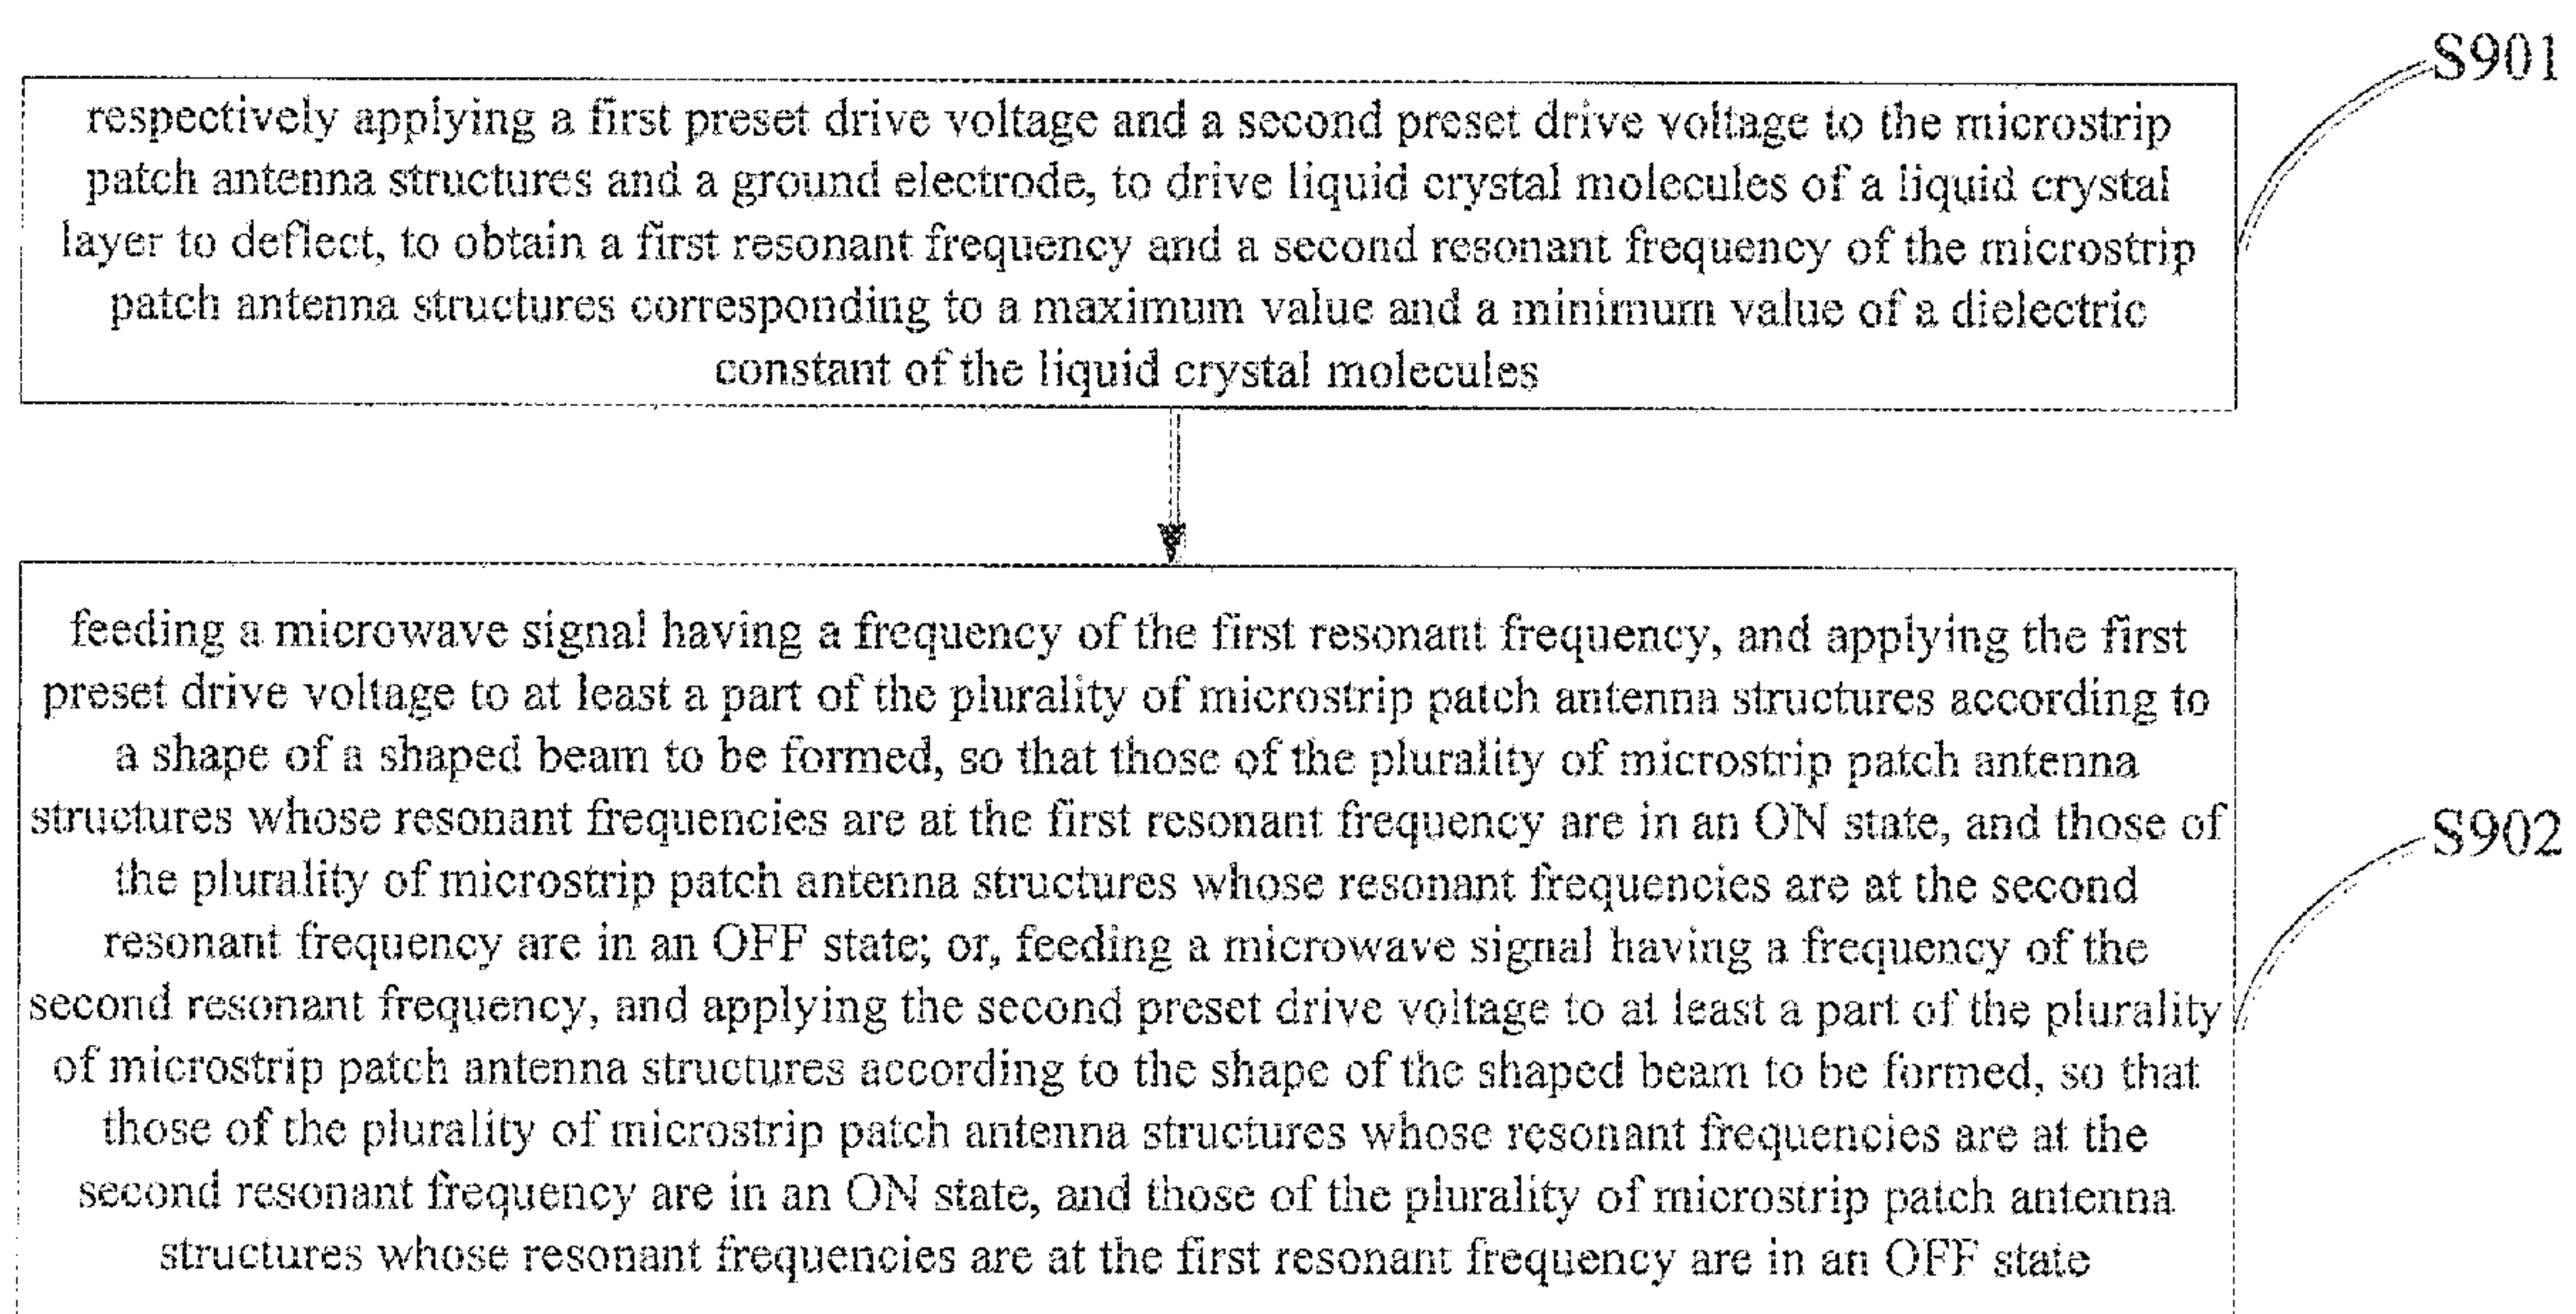 S901
respectively applying a first preset drive voltage and a second preset drive voltage to the microstrip
patch antenna structures and a ground electrode, to drive liquid crystal molecules of a liquid crystal
layer to deflect, to obtain a first resonant frequency and a second resonant frequency of the microstrip
patch antenna structures corresponding to a maximum value and a minimum value of a dielectric
constant of the liquid crystal molecules
feeding a microwave signal having a frequency of the first resonant frequency, and applying the first
preset drive voltage to at least a part of the plurality of microstrip patch antenna structures according to
a shape of a shaped beam to be formed, so that those of the plurality of microstrip patch antenna
structures whose resonant frequencies are at the first resonant frequency are in an ON state, and those of
the plurality of microstrip patch antenna structures whose resonant frequencies are at the second
resonant frequency are in an OFF state; or, feeding a microwave signal having a frequency of the
second resonant frequency, and applying the second preset drive voltage to at least a part of the plurality
of microstrip patch antenna structures according to the shape of the shaped beam to be formed, so that
those of the plurality of microstrip patch antenna structures whose resonant frequencies are at the
second resonant frequency are in an ON state, and those of the plurality of microstrip patch antenna
structures whose resonant frequencies are at the first resonant frequency are in an OFF state
S902